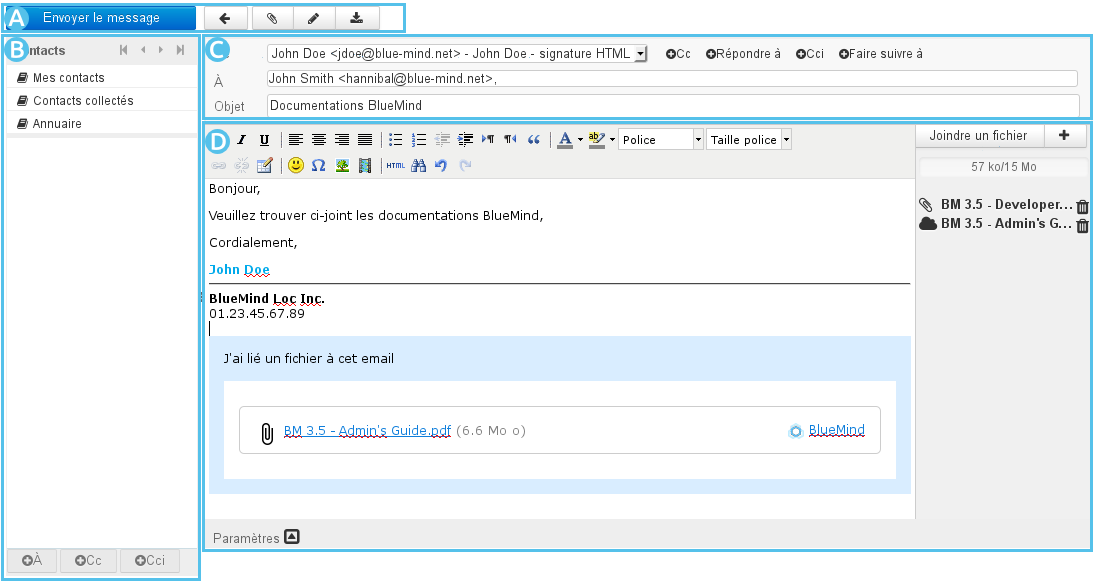 A Envoyer le message
B ntacts
Mes contacts
Contacts collectés
Annuaire
À Cc Cci
C
John Doe <jdoe@blue-mind.net> - John Doe - signature HTML Cc Répondre à Cci Faire suivre à
À John Smith <hannibal@blue-mind.net>,
Objet Documentations BlueMind
D I U A aby Police Taille police
Ω HTML
Bonjour,
Veuillez trouver ci-joint les documentations BlueMind,
Cordialement,
John Doe
BlueMind Loc Inc.
01.23.45.67.89
J'ai lié un fichier à cet email
BM 3.5 - Admin's Guide.pdf (6.6 Mo o) BlueMind
Paramètres
Joindre un fichier +
57 ko/15 Mo
BM 3.5 - Developer...
BM 3.5 - Admin's G...